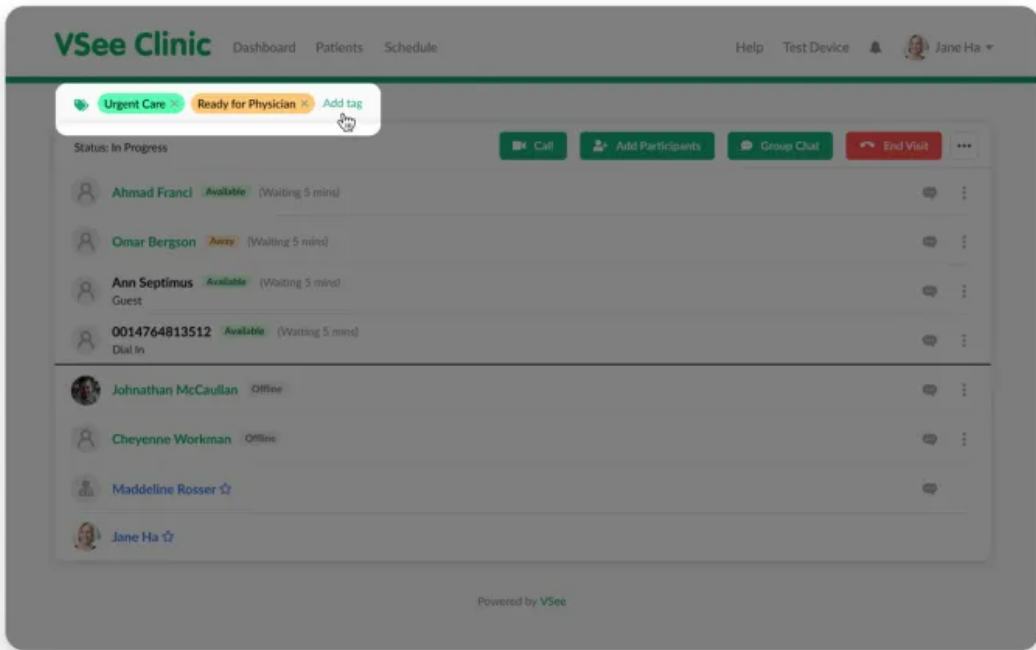 VSee Clinic Dashboard Patients Schedule Help Test Device Jane Ha
Urgent Care × Ready for Physician × Add tag
Status: In Progress Call Add Participants Group Chat End Visit
Ahmad Franci Available (Waiting 5 mins)
Omar Bergson Away (Waiting 5 mins)
Ann Septimus Available (Waiting 5 mins)
Guest
0014764813512 Available (Waiting 5 mins)
Dial In
Johnathan McCaullan Offline
Cheyenne Workman Offline
Maddeline Rosser
Jane Ha
Powered by VSee